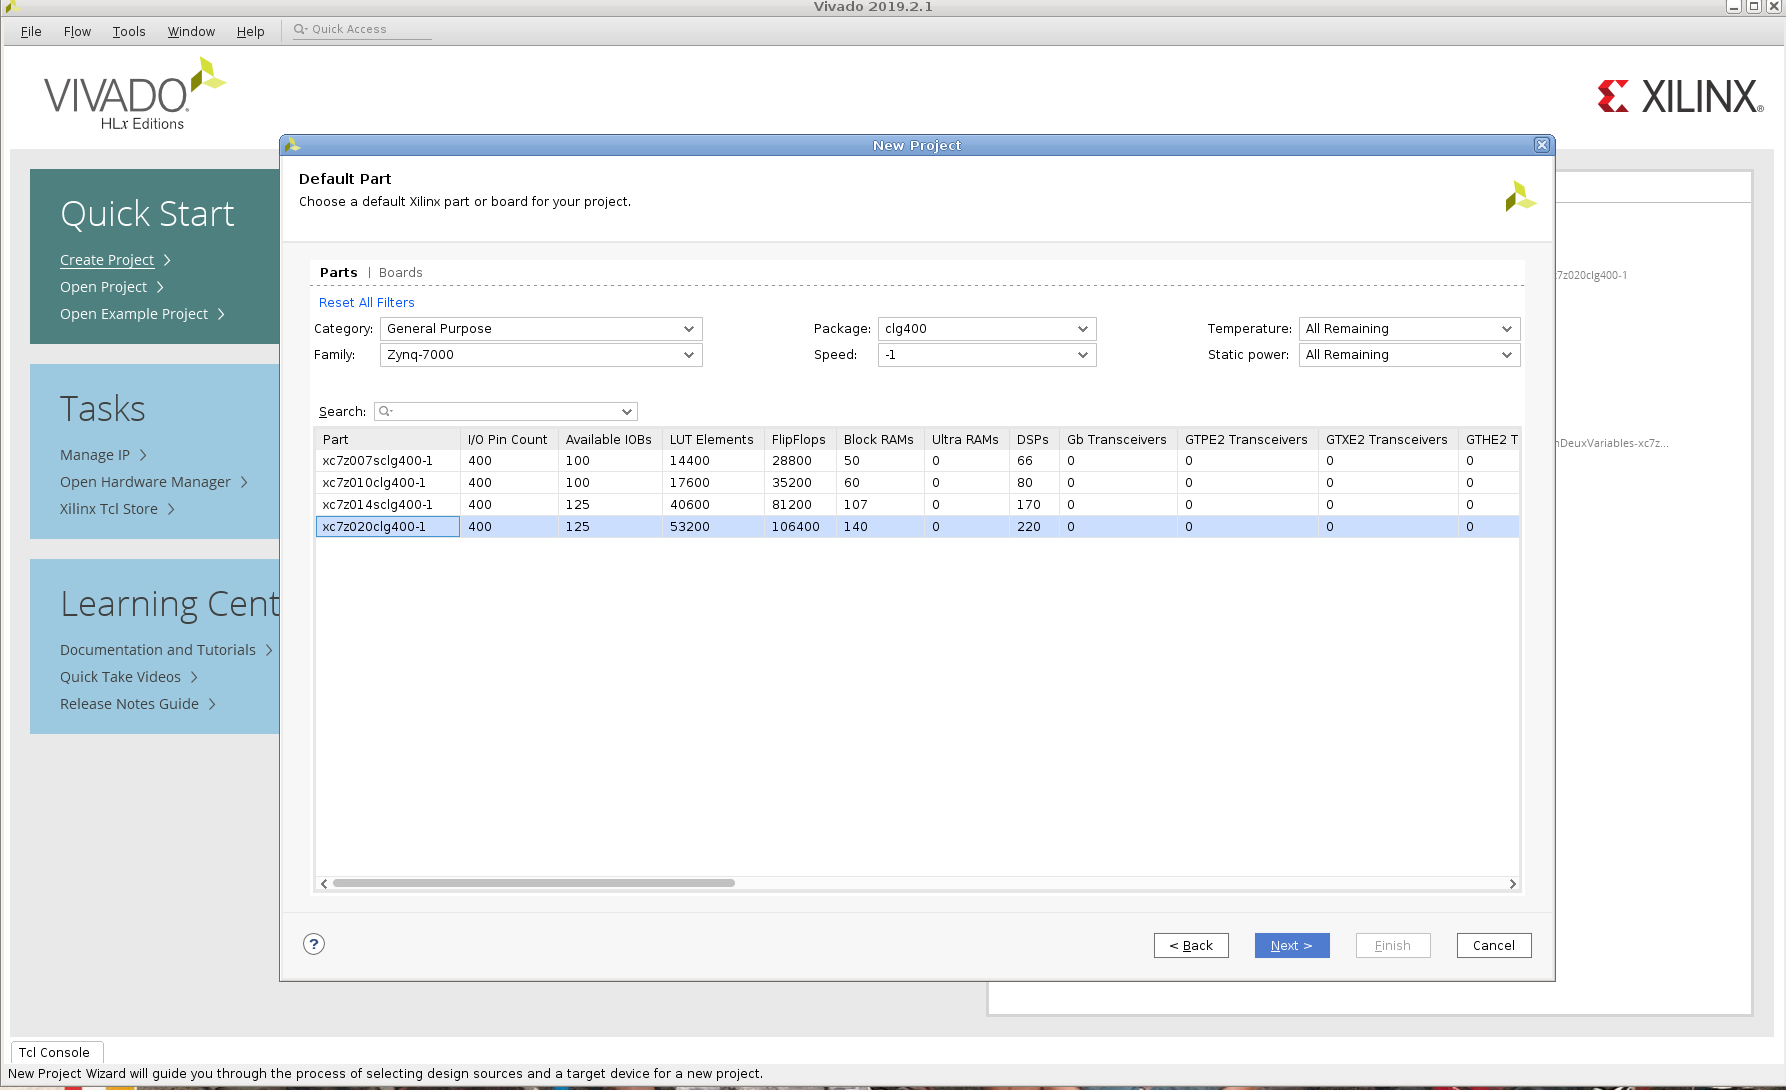 Vivado 2019.2.1
File Flow Tools Window Help Quick Access
VIVADO.
HLx Editions
XILINX®
New Project
Default Part
Choose a default Xilinx part or board for your project.
Quick Start
Create Project
Open Project
Open Example Project
Tasks
Manage IP
Open Hardware Manager
Xilinx Tcl Store
Learning Cent
Documentation and Tutorials
Quick Take Videos
Release Notes Guide
Parts | Boards
Reset All Filters
Category: General Purpose Package: clg400 Temperature: All Remaining
Family: Zynq-7000 Speed: -1 Static power: All Remaining
Search:
Part I/O Pin Count Available IOBs LUT Elements FlipFlops Block RAMs Ultra RAMs DSPs Gb Transceivers GTPE2 Transceivers GTXE2 Transceivers GTHE2 T
xc7z007sclg400-1 400 100 14400 28800 50 0 66 0 0 0 0
xc7z010clg400-1 400 100 17600 35200 60 0 80 0 0 0 0
xc7z014sclg400-1 400 125 40600 81200 107 0 170 0 0 0 0
xc7z020clg400-1 400 125 53200 106400 140 0 220 0 0 0 0
? < Back Next > Finish Cancel
7z020clg400-1
nDeuxVariables-xc7z...
Tcl Console
New Project Wizard will guide you through the process of selecting design sources and a target device for a new project.